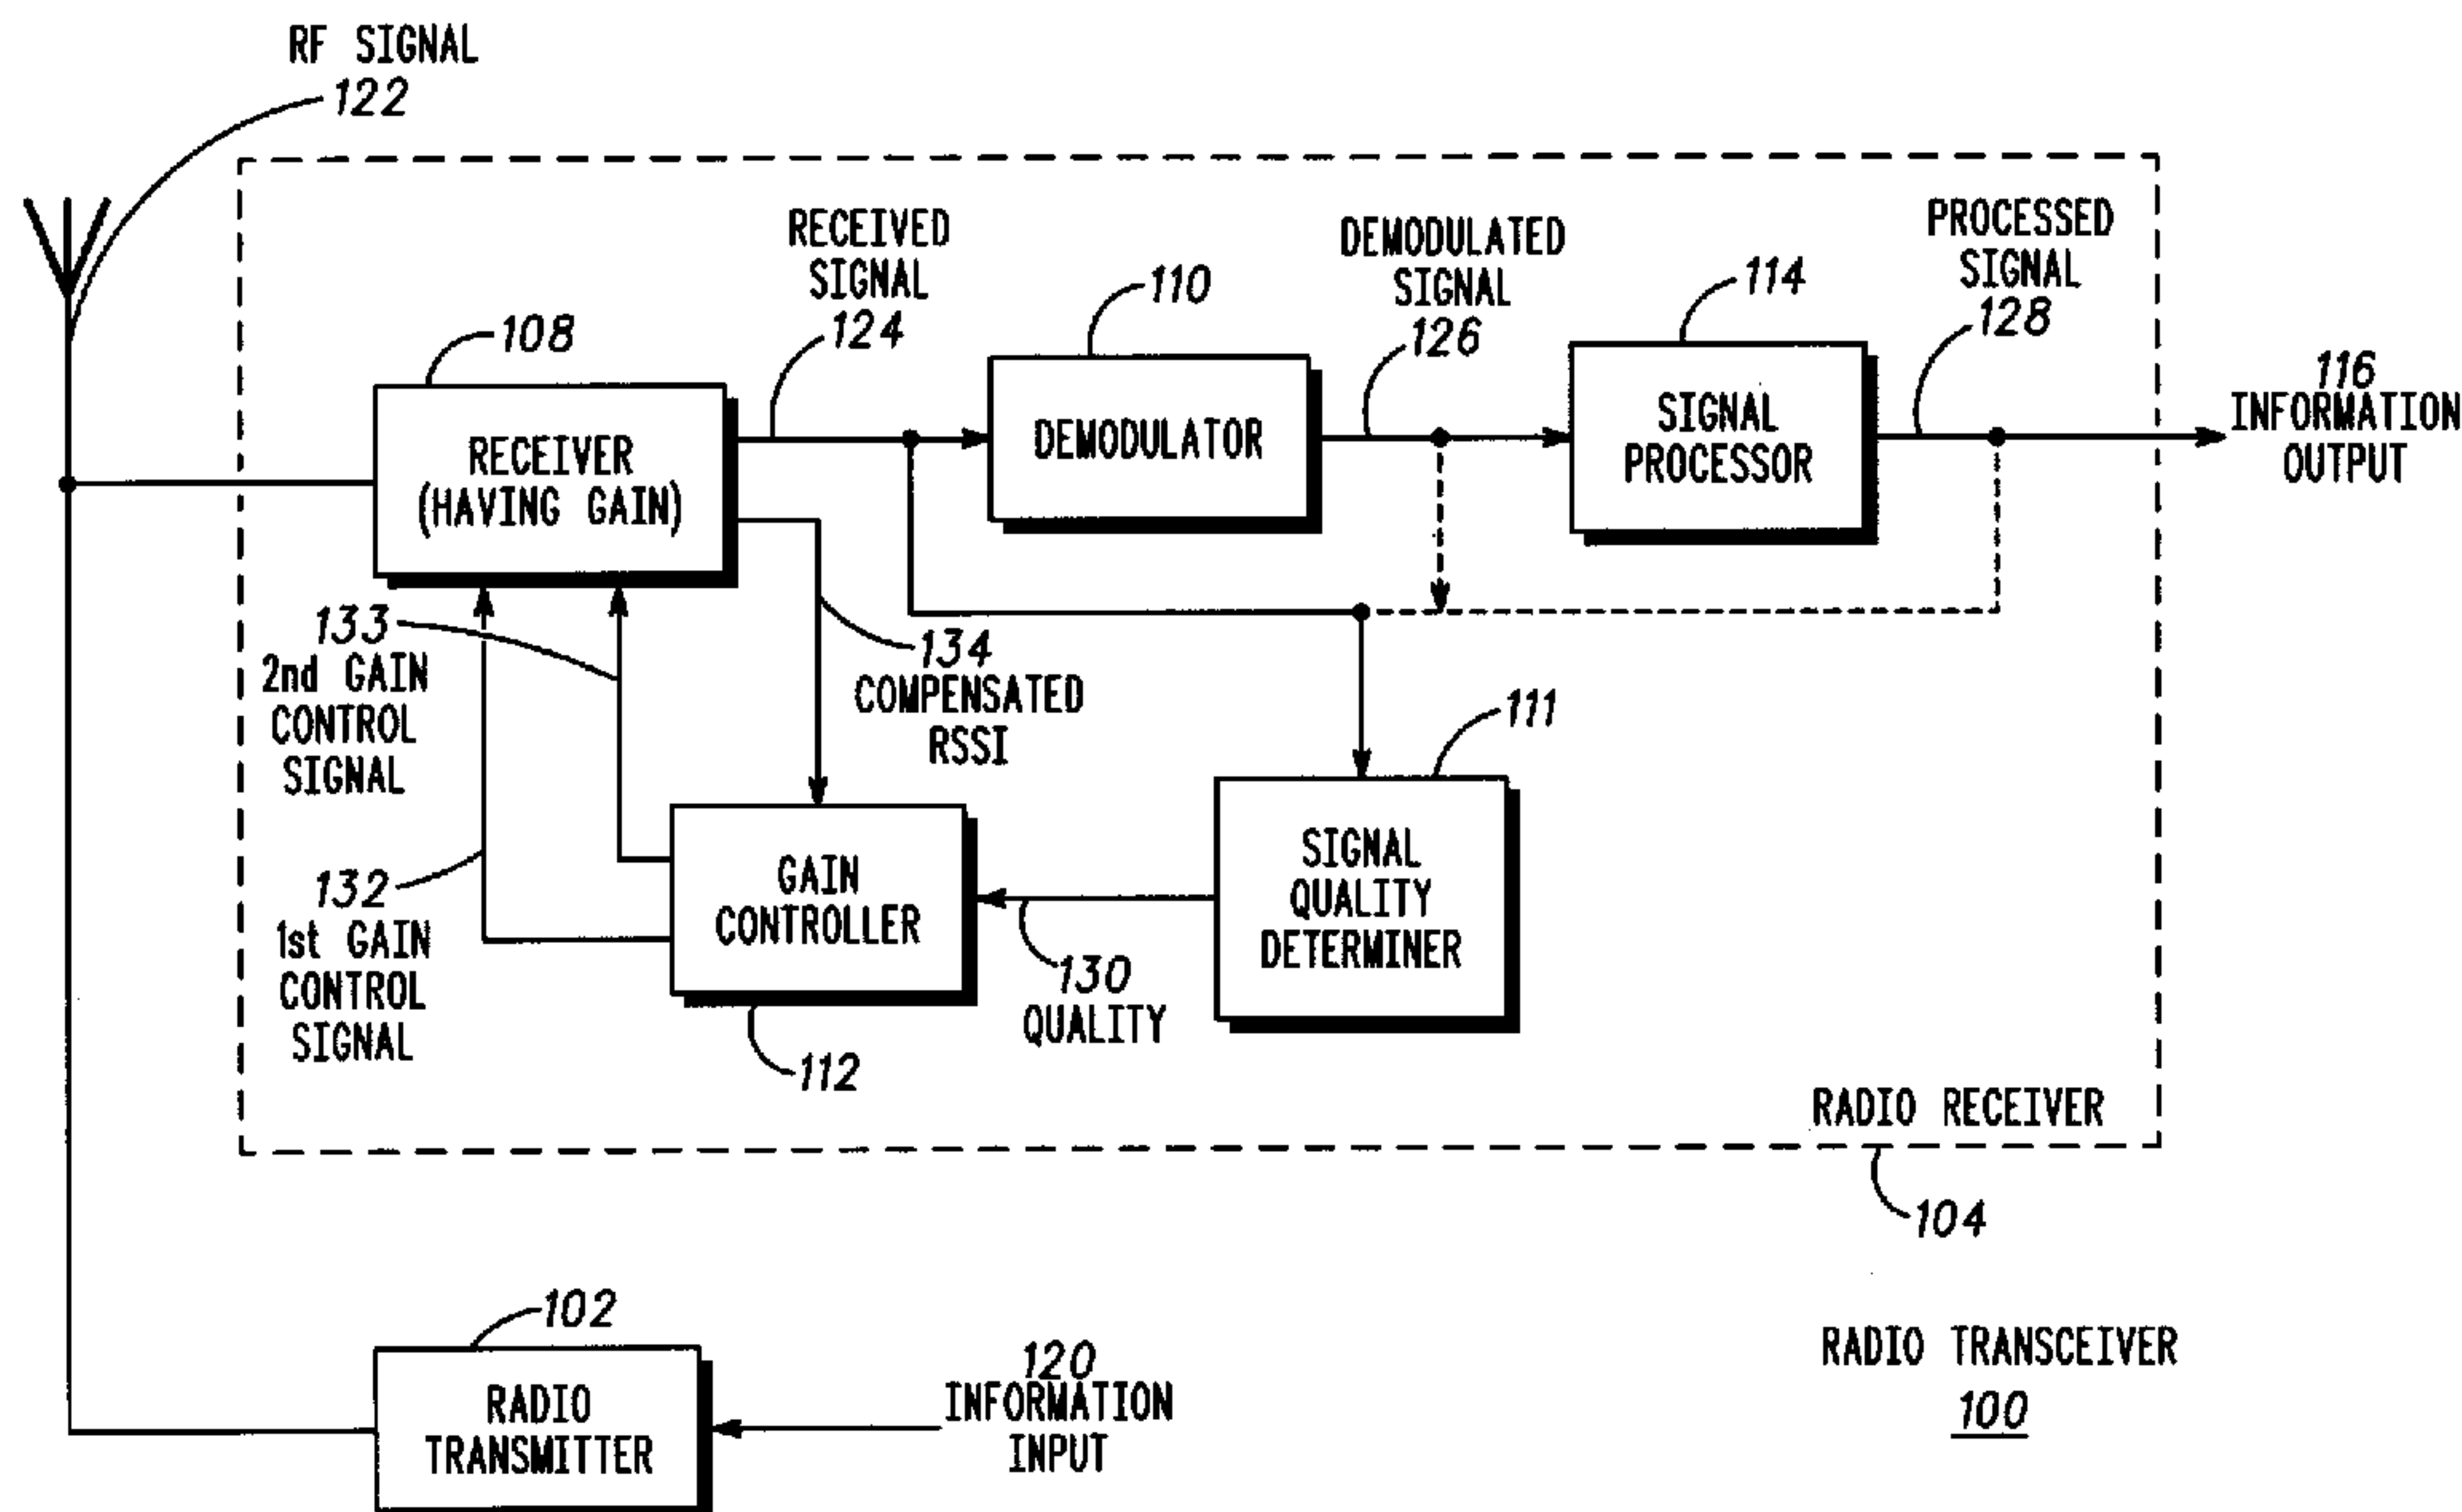 RF SIGNAL
122
RECEIVED
SIGNAL
124
110
DEMODULATED
SIGNAL
126
114
PROCESSED
SIGNAL
128
108
RECEIVER
(HAVING GAIN)
DEMODULATOR
SIGNAL
PROCESSOR
116
INFORMATION
OUTPUT
133
2nd GAIN
CONTROL
SIGNAL
134
COMPENSATED
RSSI
111
132
1st GAIN
CONTROL
SIGNAL
GAIN
CONTROLLER
112
130
QUALITY
SIGNAL
QUALITY
DETERMINER
RADIO RECEIVER
104
102
RADIO
TRANSMITTER
120
INFORMATION
INPUT
RADIO TRANSCEIVER
100